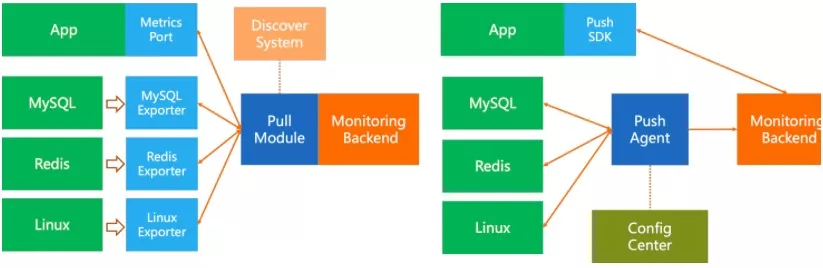 App
Metrics
Port
Discover
System
MySQL
MySQL
Exporter
Pull
Module
Monitoring
Backend
Redis
Redis
Exporter
Linux
Linux
Exporter
App
Push
SDK
MySQL
Push
Agent
Monitoring
Backend
Redis
Linux
Config
Center